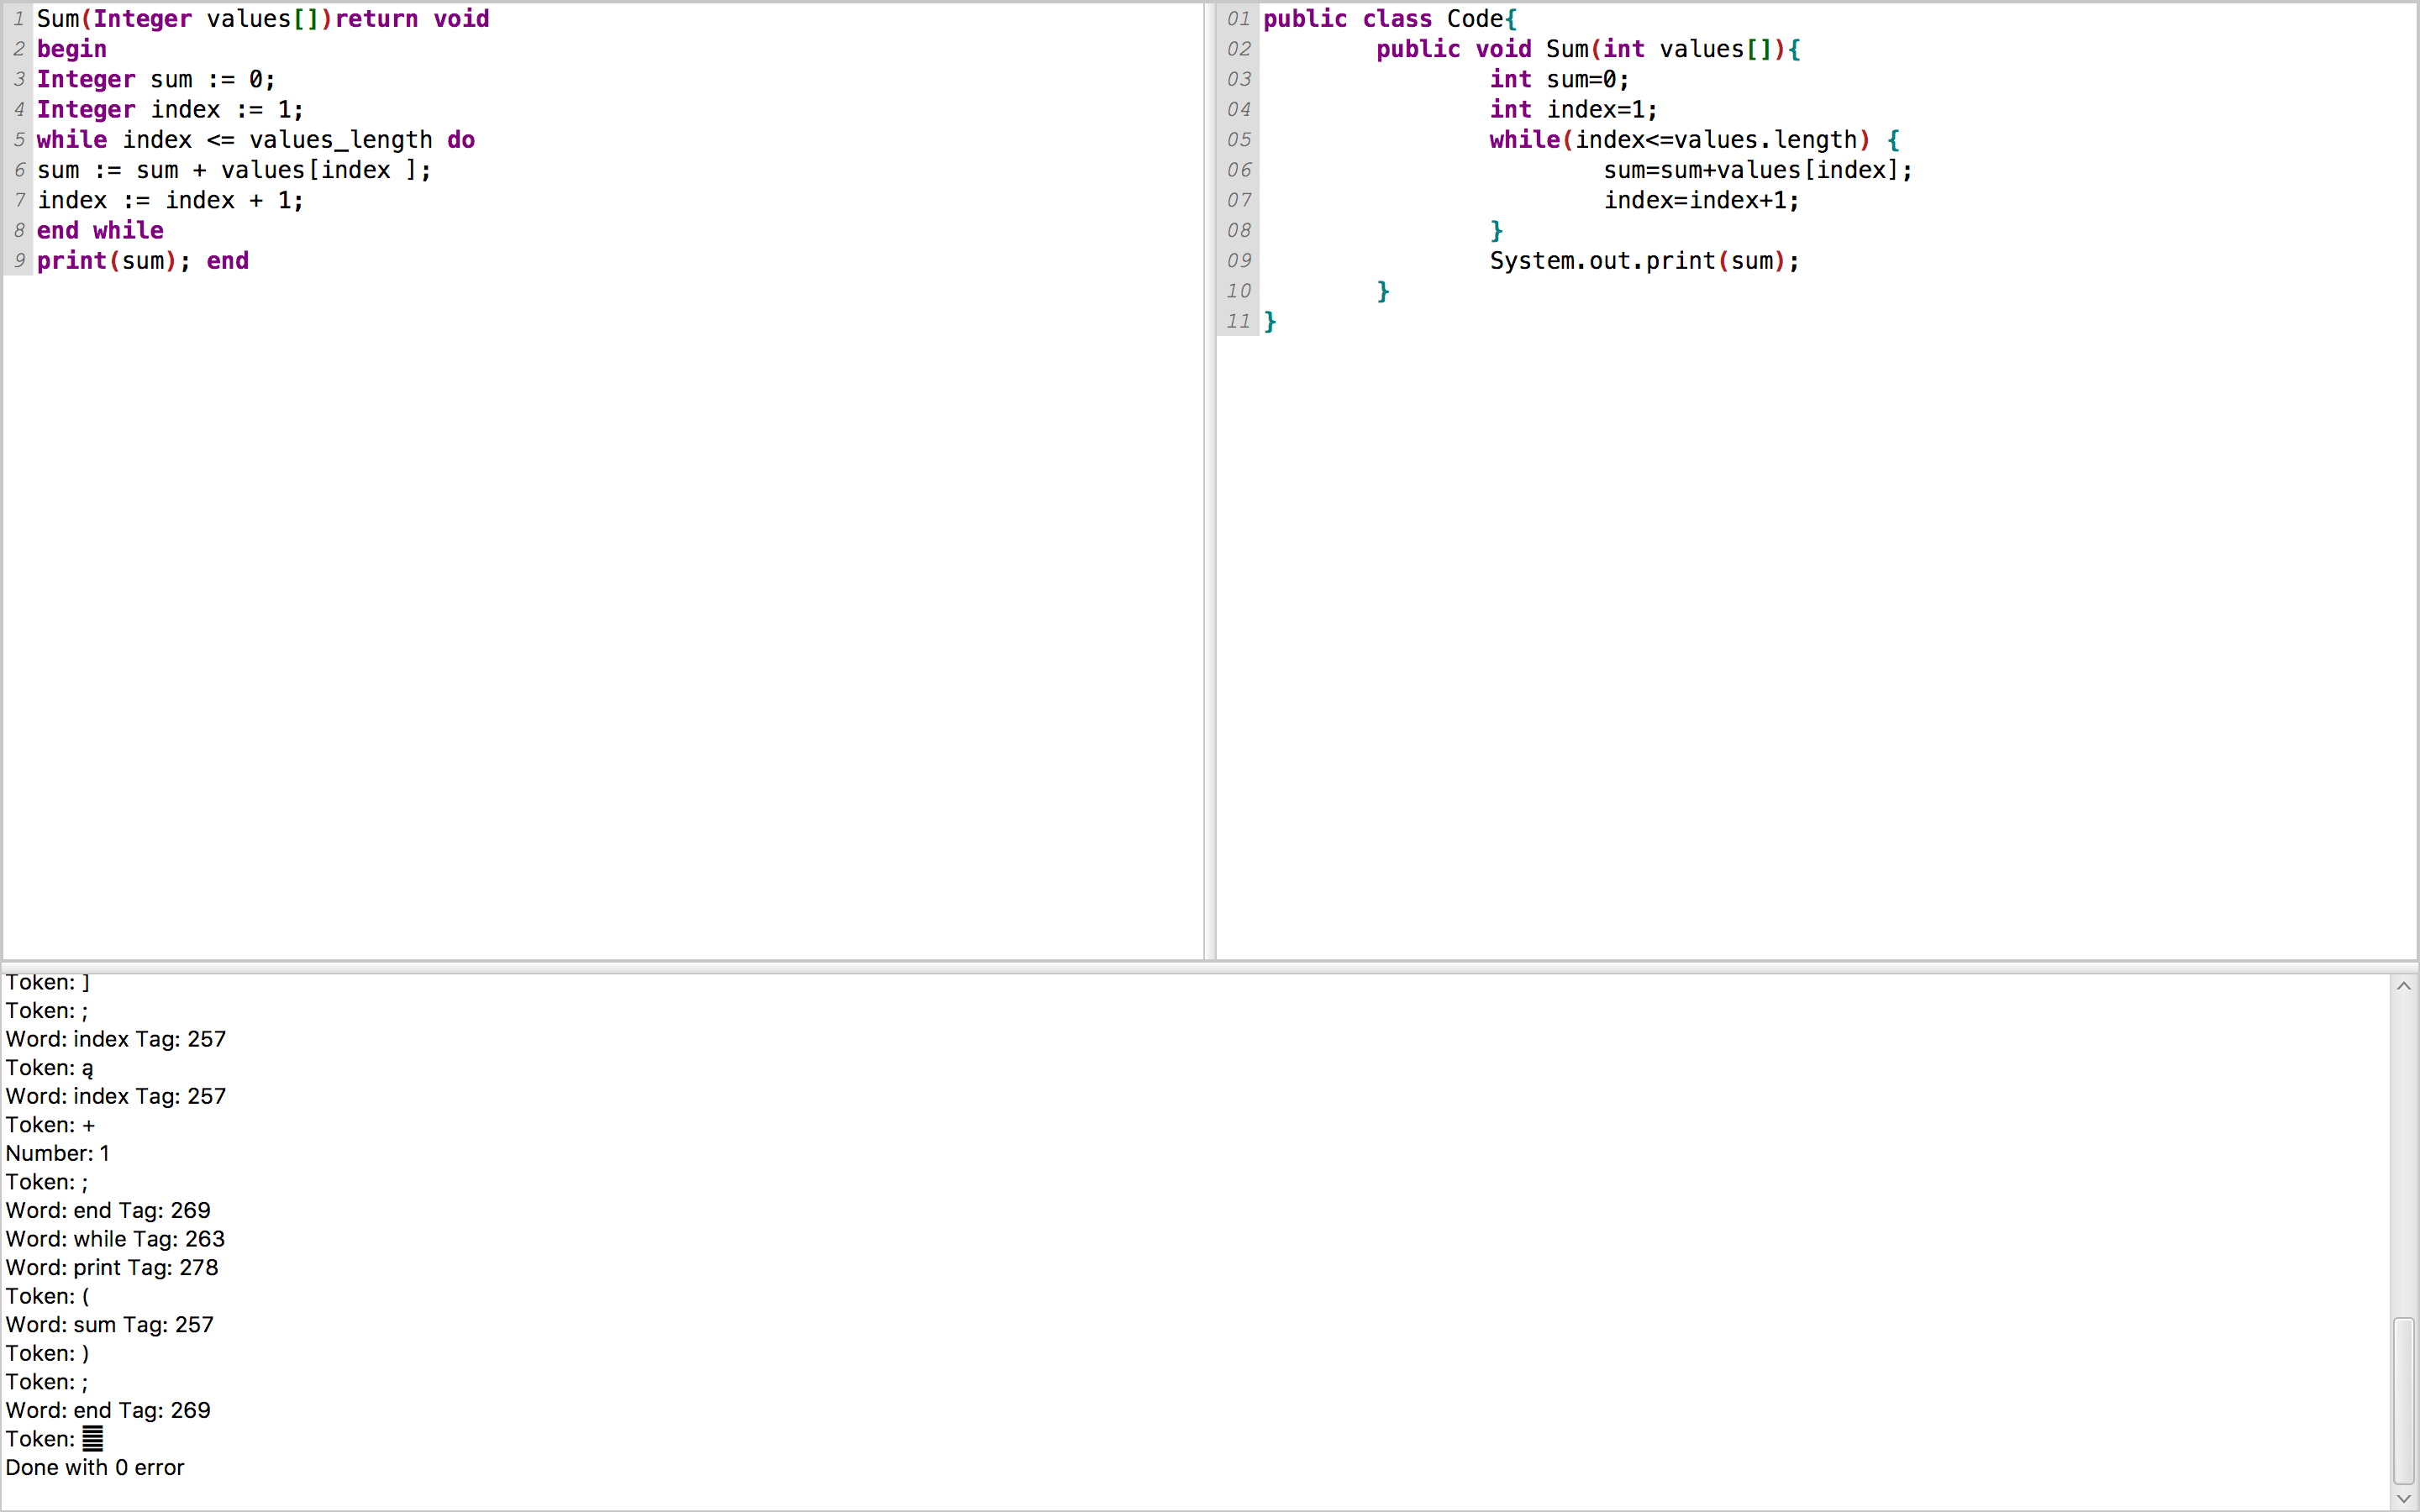 1 Sum(Integer values[])return void
2 begin
3 Integer sum := 0;
4 Integer index := 1;
5 while index <= values_length do
6 sum := sum + values[index ];
7 index := index + 1;
8 end while
9 print(sum); end
01 public class Code{
02 public void Sum(int values[]){
03 int sum=0;
04 int index=1;
05 while(index<=values.length) {
06 sum=sum+values[index];
07 index=index+1;
08 }
09 System.out.print(sum);
10 }
11 }
Token: ]
Token: ;
Word: index Tag: 257
Token: ą
Word: index Tag: 257
Token: +
Number: 1
Token: ;
Word: end Tag: 269
Word: while Tag: 263
Word: print Tag: 278
Token: (
Word: sum Tag: 257
Token: )
Token: ;
Word: end Tag: 269
Token:
Done with 0 error